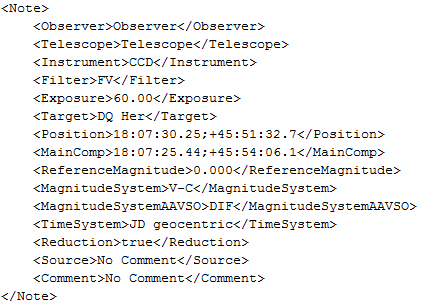 <Note>
<Observer>Observer</Observer>
<Telescope>Telescope</Telescope>
<Instrument>CCD</Instrument>
<Filter>FV</Filter>
<Exposure>60.00</Exposure>
<Target>DQ Her</Target>
<Position>18:07:30.25;+45:51:32.7</Position>
<MainComp>18:07:25.44;+45:54:06.1</MainComp>
<ReferenceMagnitude>0.000</ReferenceMagnitude>
<MagnitudeSystem>V-C</MagnitudeSystem>
<MagnitudeSystemAAVSO>DIF</MagnitudeSystemAAVSO>
<TimeSystem>JD geocentric</TimeSystem>
<Reduction>true</Reduction>
<Source>No Comment</Source>
<Comment>No Comment</Comment>
</Note>